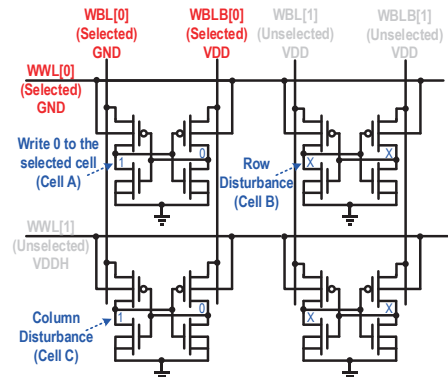 WBL[0] WBLB[0] WBL[1] WBLB[1]
(Selected) (Selected) (Unselected) (Unselected)
GND VDD VDD VDD
WWL[0]
(Selected)
GND
Write 0 to the
selected cell
(Cell A)
1 0
Row
Disturbance
(Cell B)
X X
WWL[1]
(Unselected)
VDDH
Column
Disturbance
(Cell C)
1 0
X X